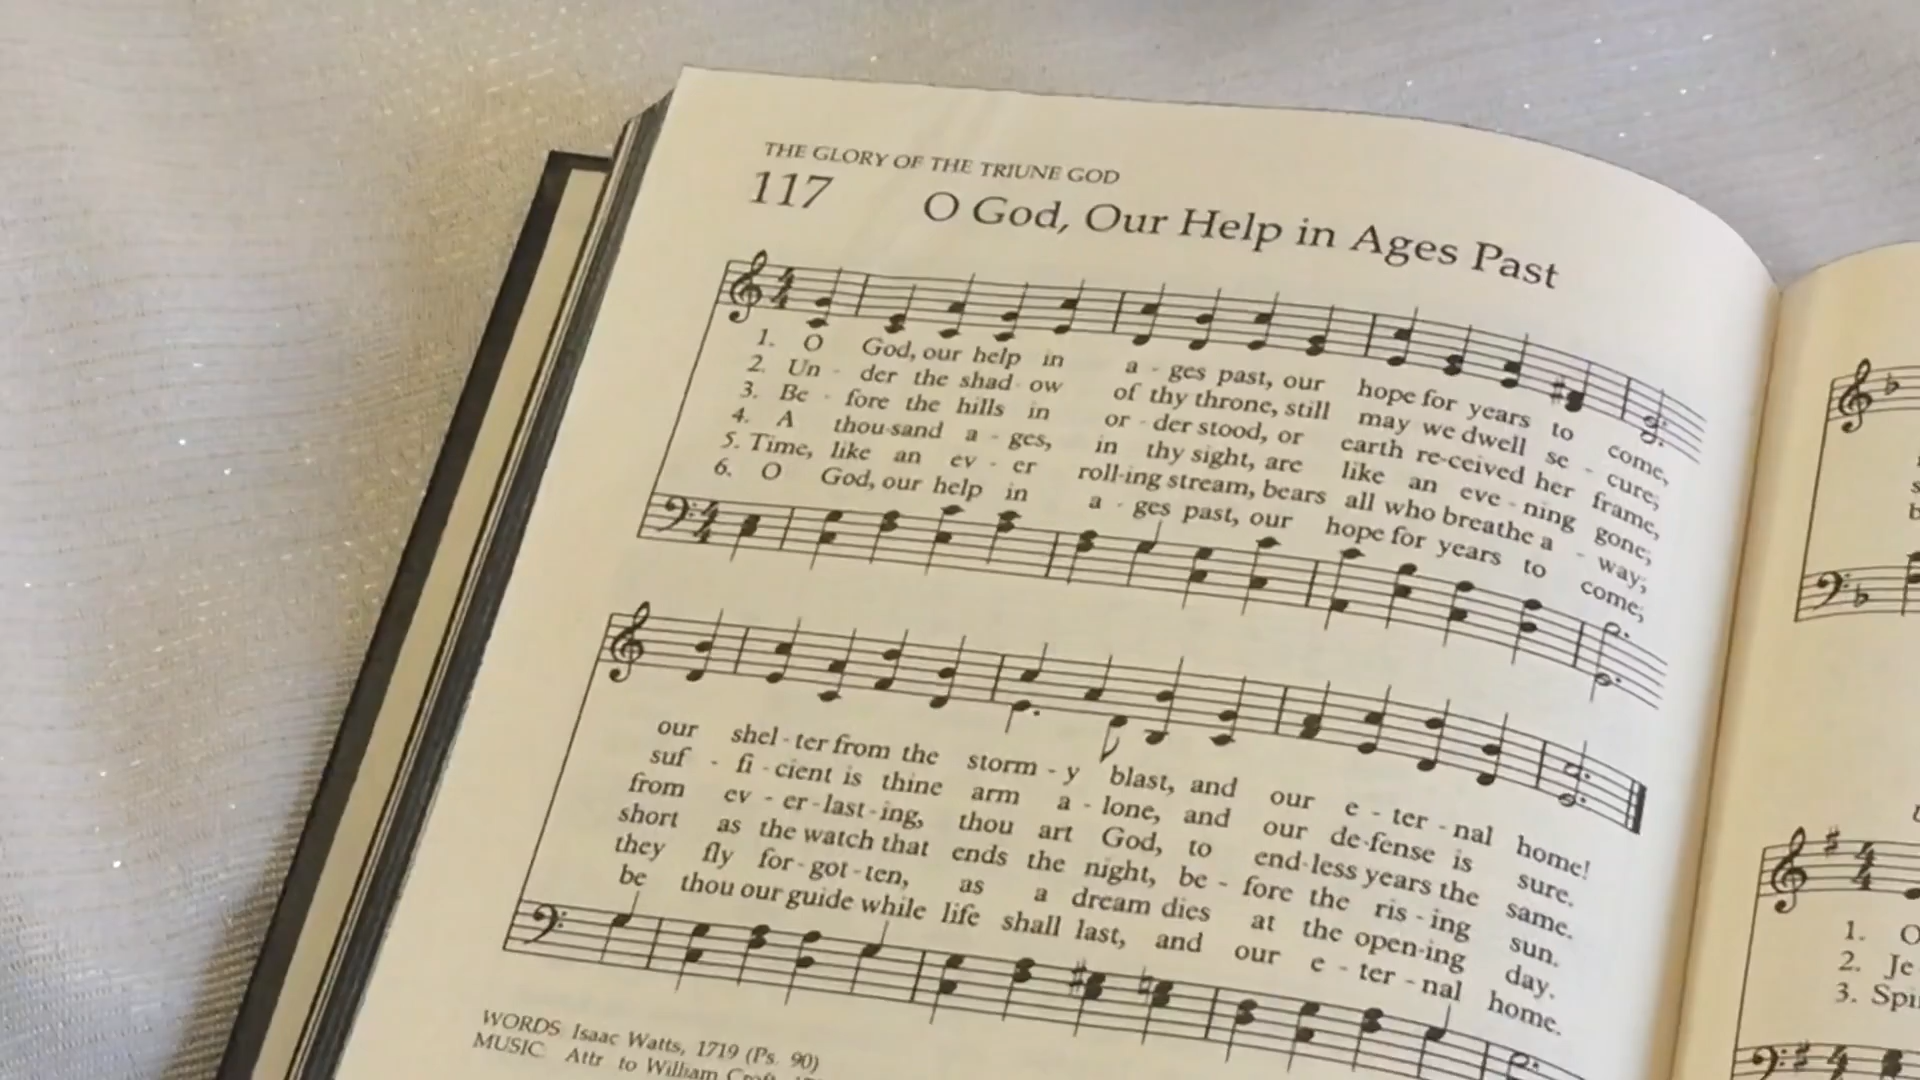 THE GLORY OF THE TRIUNE GOD
117 O God, Our Help in Ages Past
1. O God, our help in a - ges past, our hope for years to come,
2. Un - der the shad - ow of thy throne, still may we dwell se - cure;
3. Be - fore the hills in or - der stood, or earth re-ceived her frame,
4. A thou-sand a - ges, in thy sight, are like an eve - ning gone;
5. Time, like an ev - er roll-ing stream, bears all who breathe a - way;
6. O God, our help in a - ges past, our hope for years to come;
our shel - ter from the storm - y blast, and our e - ter - nal home!
suf - fi - cient is thine arm a - lone, and our de-fense is sure.
from ev - er - last - ing, thou art God, to end-less years the same.
short as the watch that ends the night, be - fore the ris - ing sun.
they fly for - got - ten, as a dream dies at the open-ing day.
be thou our guide while life shall last, and our e - ter - nal home.
WORDS: Isaac Watts, 1719 (Ps. 90)
MUSIC: Attr. to William Croft,
1. O
2. Je
3. Spi